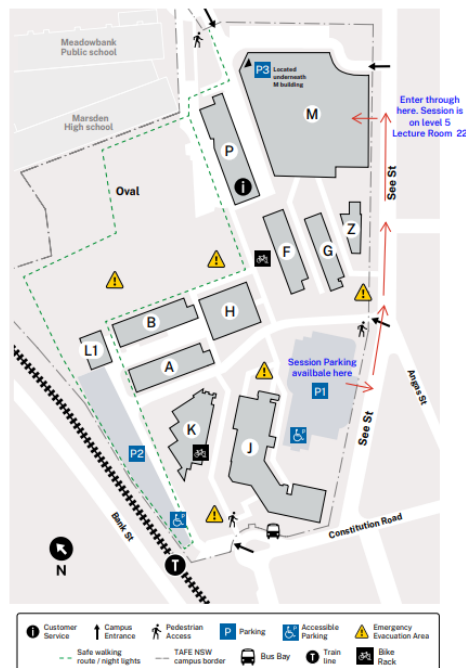 Meadowbank
Public school
Marsden
High school
P3
Located
underneath
M building
M
Enter through
here. Session is
on level 5
Lecture Room 22
See St
P
i
Oval
Z
F
G
B
H
L1
A
Session Parking
availbale here
P1
Angas St
See St
K
J
P2
P
P
Bank St
Constitution Road
N
T
i
Customer
Service
Campus
Entrance
Pedestrian
Access
P
Parking
P
Accessible
Parking
Emergency
Evacuation Area
Safe walking
route / night lights
TAFE NSW
campus border
Bus Bay
T
Train
line
Bike
Rack